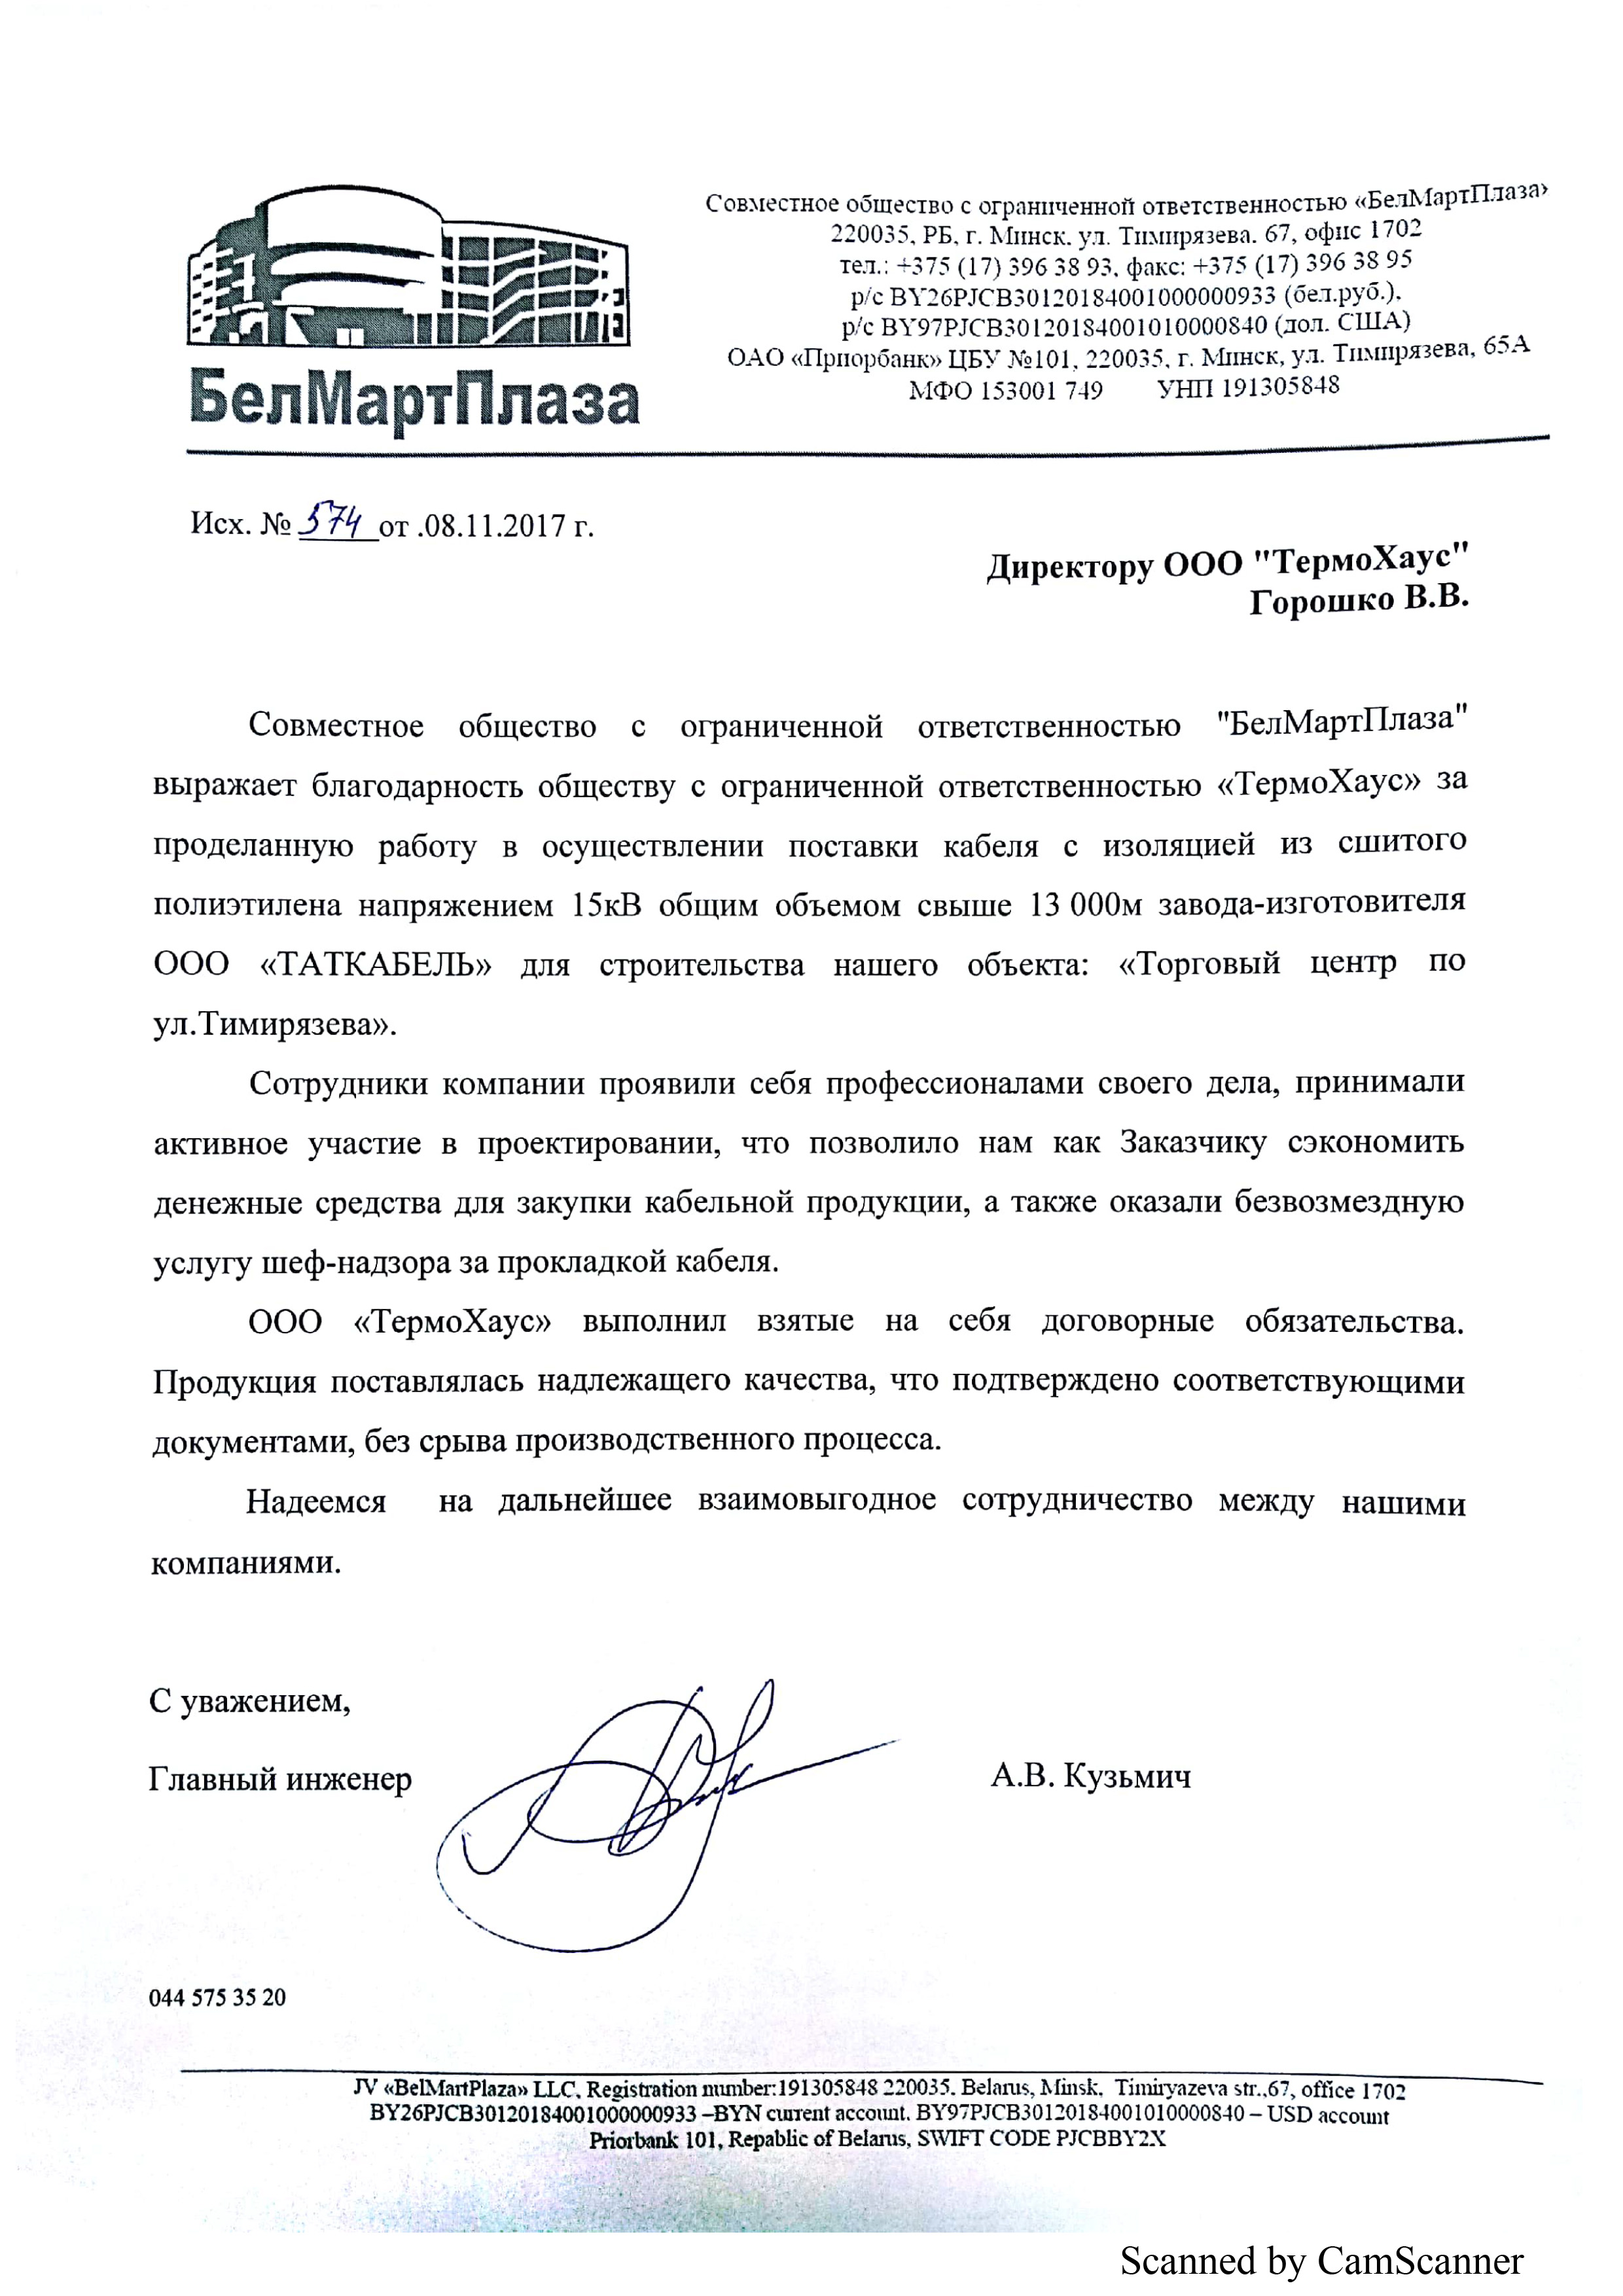 БелМартПлаза
Совместное общество с ограниченной ответственностью «БелМартПлаза»
220035, РБ, г. Минск. ул. Тимирязева. 67, офис 1702
тел.: +375 (17) 396 38 93, факс: +375 (17) 396 38 95
р/с BY26PJCB30120184001000000933 (бел.руб.),
р/с BY97PJCB30120184001010000840 (дол. США)
ОАО «Приорбанк» ЦБУ №101, 220035, г. Минск, ул. Тимирязева, 65А
МФО 153001 749 УНП 191305848
Исх. № 574 от .08.11.2017 г.
Директору ООО "ТермоХаус"
Горошко В.В.
Совместное общество с ограниченной ответственностью "БелМартПлаза"
выражает благодарность обществу с ограниченной ответственностью «ТермоХаус» за
проделанную работу в осуществлении поставки кабеля с изоляцией из сшитого
полиэтилена напряжением 15кВ общим объемом свыше 13 000м завода-изготовителя
ООО «ТАТКАБЕЛЬ» для строительства нашего объекта: «Торговый центр по
ул.Тимирязева».
Сотрудники компании проявили себя профессионалами своего дела, принимали
активное участие в проектировании, что позволило нам как Заказчику сэкономить
денежные средства для закупки кабельной продукции, а также оказали безвозмездную
услугу шеф-надзора за прокладкой кабеля.
ООО «ТермоХаус» выполнил взятые на себя договорные обязательства.
Продукция поставлялась надлежащего качества, что подтверждено соответствующими
документами, без срыва производственного процесса.
Надеемся на дальнейшее взаимовыгодное сотрудничество между нашими
компаниями.
С уважением,
Главный инженер А.В. Кузьмич
044 575 35 20
JV «BelMartPlaza» LLC, Registration number:191305848 220035. Belarus, Minsk, Timiryazeva str.,67, office 1702
BY26PJCB30120184001000000933 –BYN current account. BY97PJCB30120184001010000840 – USD account
Priorbank 101, Repablic of Belarus, SWIFT CODE PJCBBY2X
Scanned by CamScanner